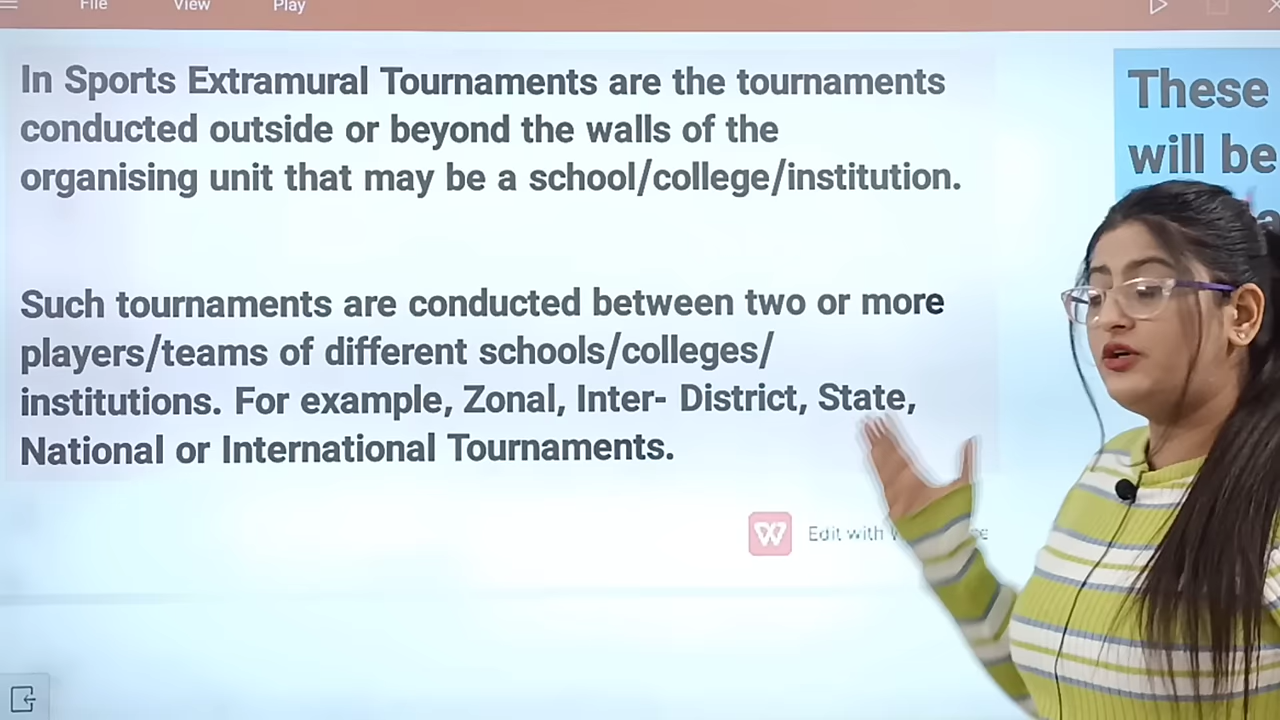 File View Play
In Sports Extramural Tournaments are the tournaments
conducted outside or beyond the walls of the
organising unit that may be a school/college/institution.
Such tournaments are conducted between two or more
players/teams of different schools/colleges/
institutions. For example, Zonal, Inter- District, State,
National or International Tournaments.
Edit with
These
will be